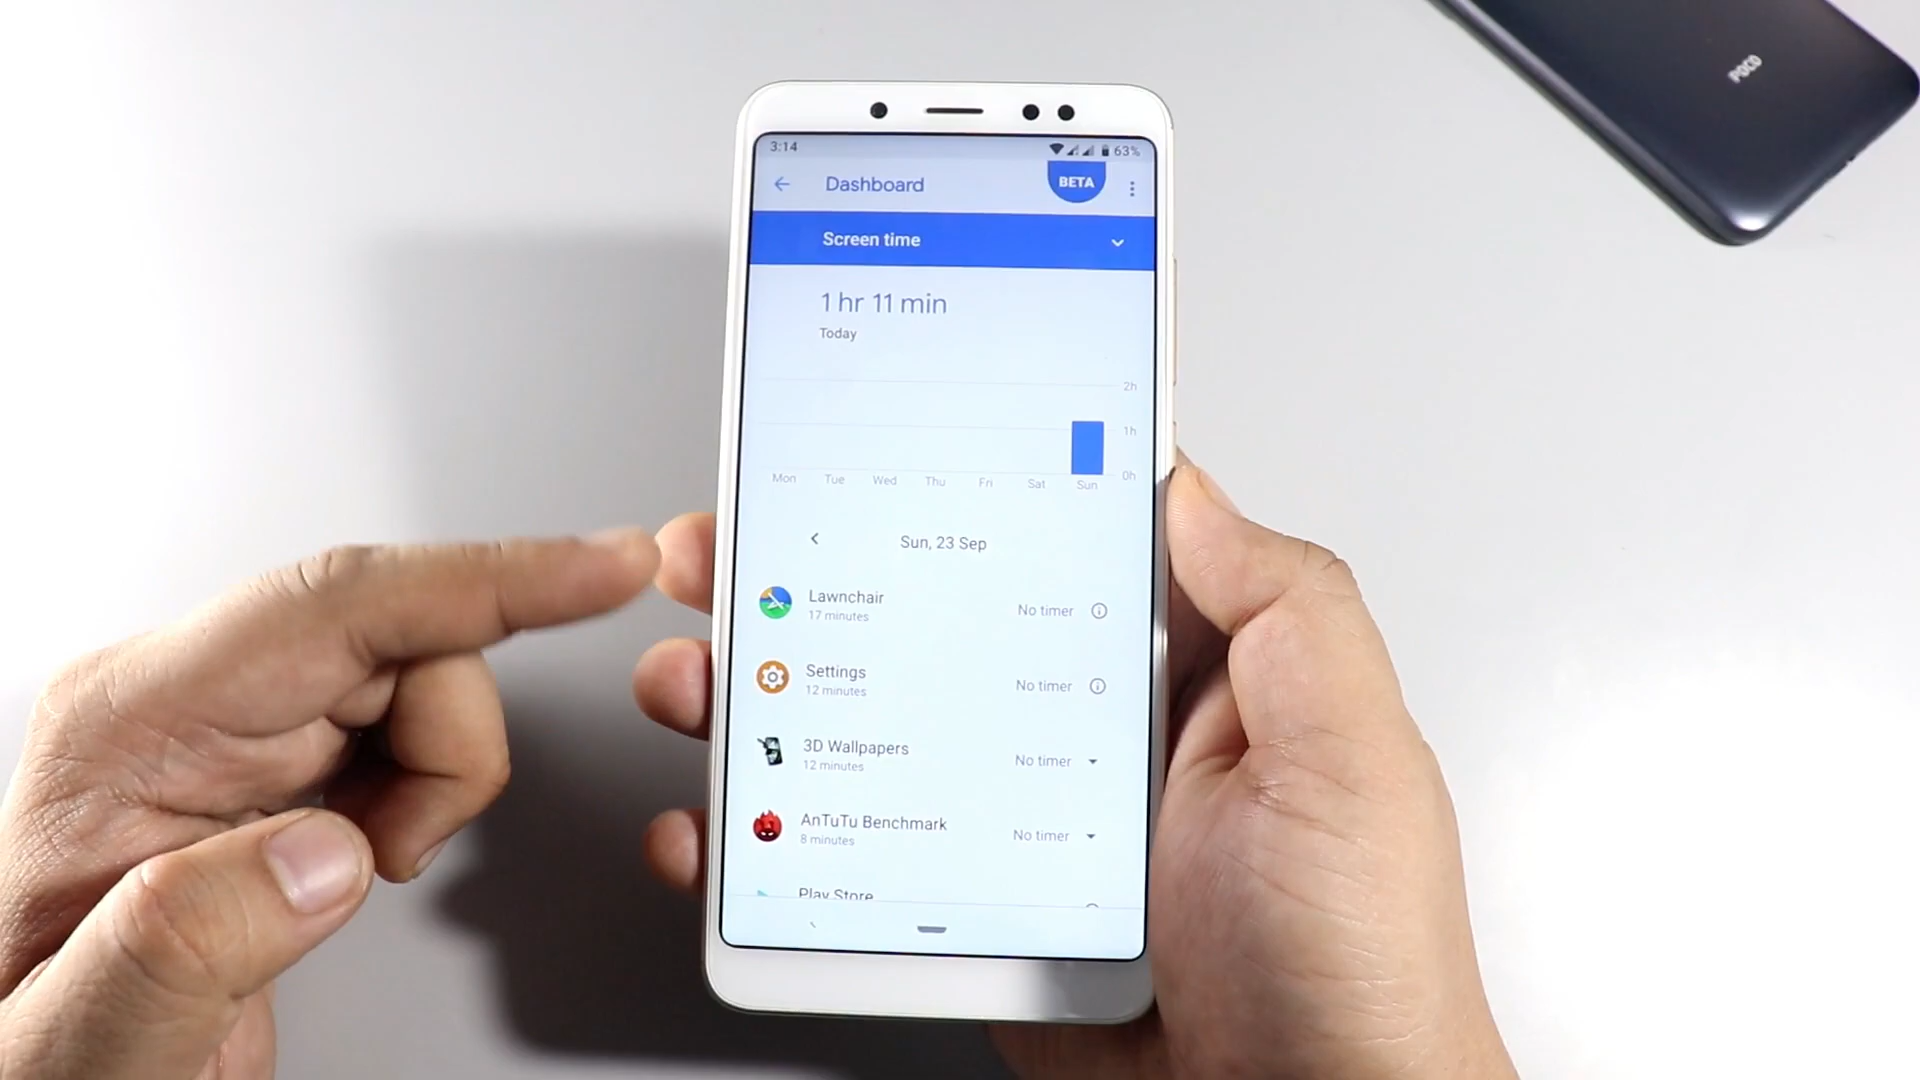 POCO
3:14
63%
Dashboard
BETA
Screen time
1 hr 11 min
Today
2h
1h
0h
Mon Tue Wed Thu Fri Sat Sun
Sun, 23 Sep
Lawnchair
17 minutes
No timer
Settings
12 minutes
No timer
3D Wallpapers
12 minutes
No timer
AnTuTu Benchmark
8 minutes
No timer
Play Store